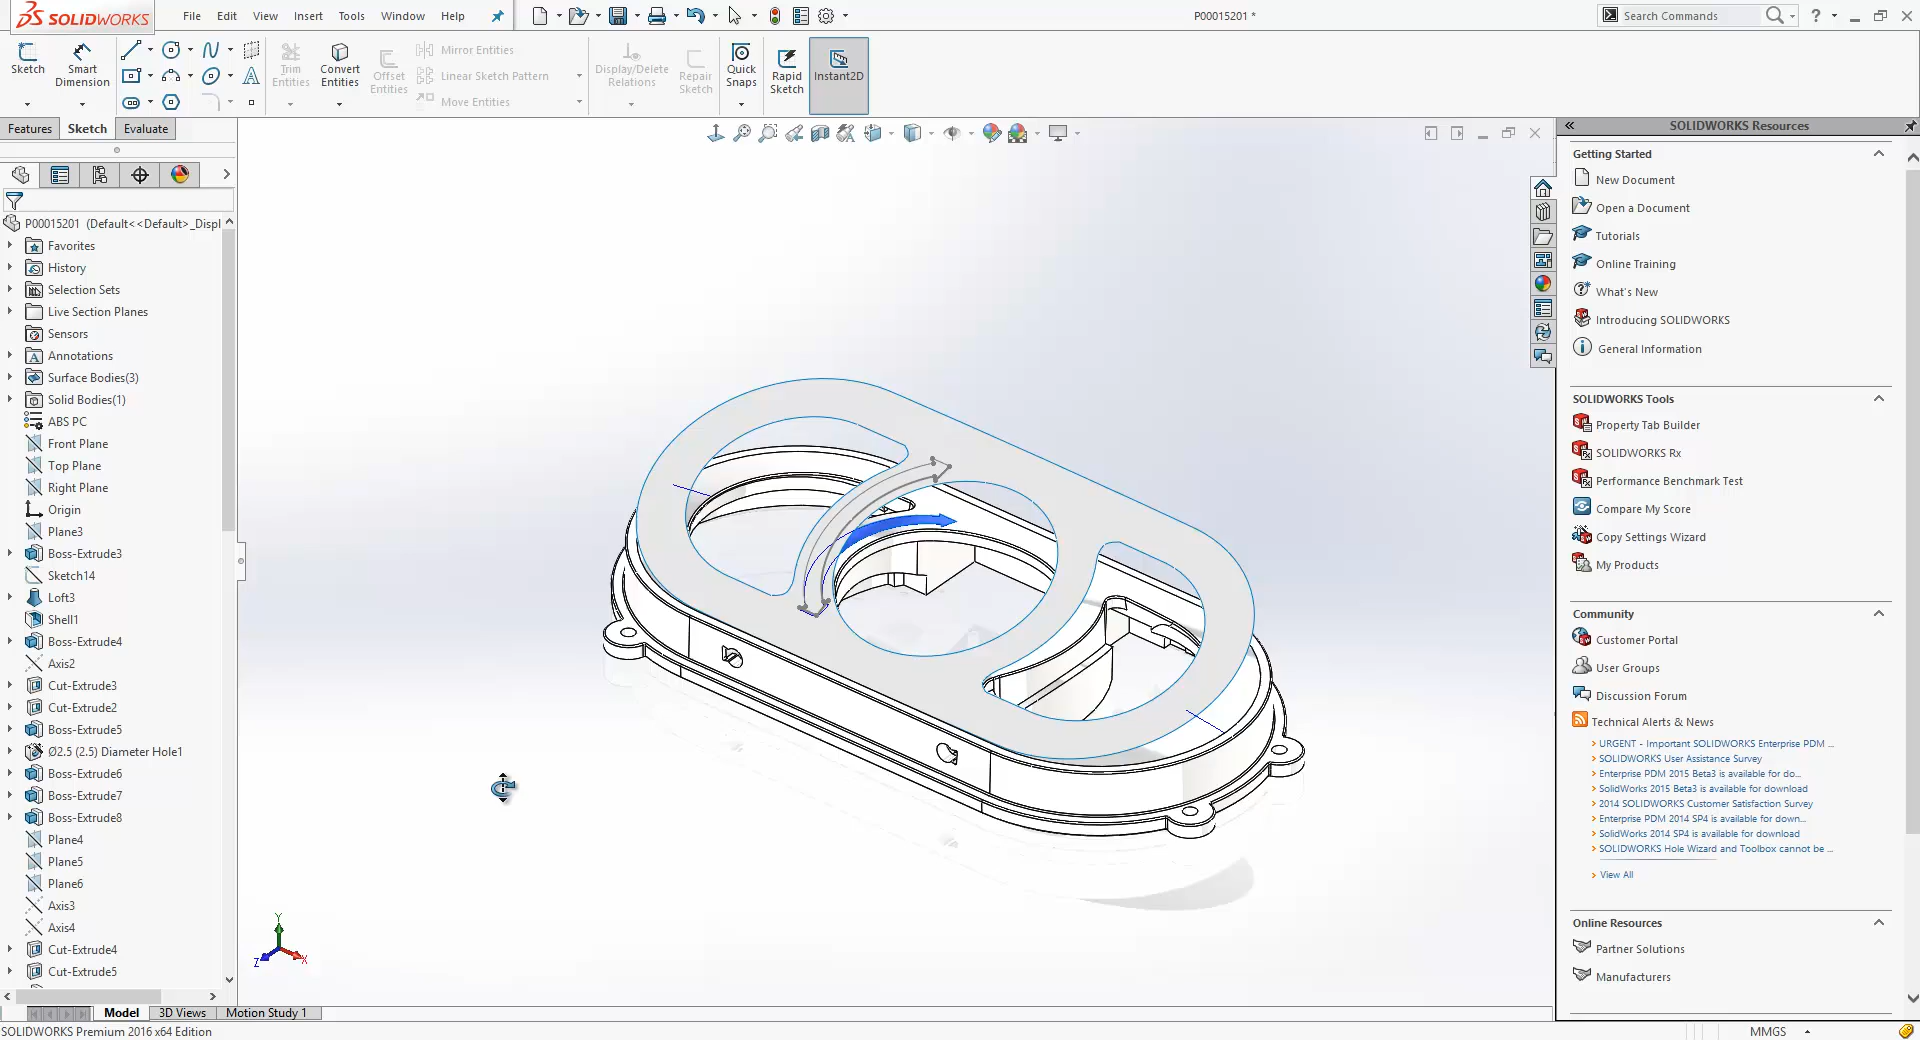 SOLIDWORKS
File Edit View Insert Tools Window Help
P00015201 *
Search Commands
?
Sketch
Smart Dimension
Trim Entities
Convert Entities
Offset Entities
Mirror Entities
Linear Sketch Pattern
Move Entities
Display/Delete Relations
Repair Sketch
Quick Snaps
Rapid Sketch
Instant2D
Features Sketch Evaluate
P00015201 (Default<<Default>_Displ
Favorites
History
Selection Sets
Live Section Planes
Sensors
Annotations
Surface Bodies(3)
Solid Bodies(1)
ABS PC
Front Plane
Top Plane
Right Plane
Origin
Plane3
Boss-Extrude3
Sketch14
Loft3
Shell1
Boss-Extrude4
Axis2
Cut-Extrude3
Cut-Extrude2
Boss-Extrude5
Ø2.5 (2.5) Diameter Hole1
Boss-Extrude6
Boss-Extrude7
Boss-Extrude8
Plane4
Plane5
Plane6
Axis3
Axis4
Cut-Extrude4
Cut-Extrude5
Y
Z
X
Model 3D Views Motion Study 1
SOLIDWORKS Premium 2016 x64 Edition
MMGS
SOLIDWORKS Resources
Getting Started
New Document
Open a Document
Tutorials
Online Training
What's New
Introducing SOLIDWORKS
General Information
SOLIDWORKS Tools
Property Tab Builder
SOLIDWORKS Rx
Performance Benchmark Test
Compare My Score
Copy Settings Wizard
My Products
Community
Customer Portal
User Groups
Discussion Forum
Technical Alerts & News
URGENT - Important SOLIDWORKS Enterprise PDM ...
SOLIDWORKS User Assistance Survey
Enterprise PDM 2015 Beta3 is available for do...
SolidWorks 2015 Beta3 is available for download
2014 SOLIDWORKS Customer Satisfaction Survey
Enterprise PDM 2014 SP4 is available for down...
SolidWorks 2014 SP4 is available for download
SOLIDWORKS Hole Wizard and Toolbox cannot be ...
View All
Online Resources
Partner Solutions
Manufacturers